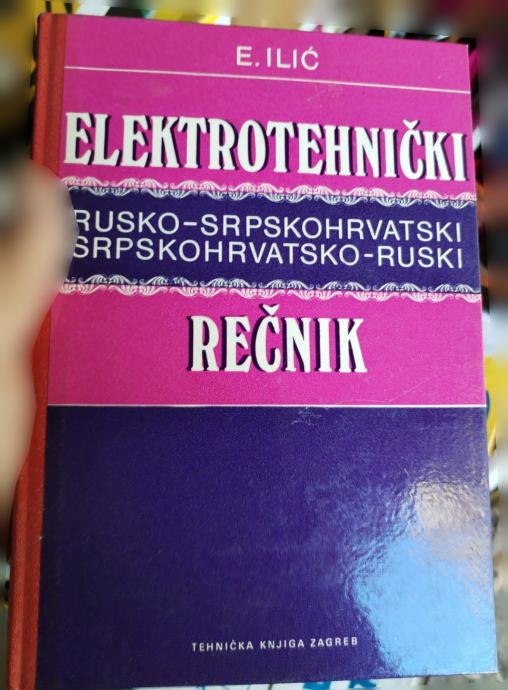 E. ILIĆ
ELEKTROTEHNIČKI
RUSKO-SRPSKOHRVATSKI
SRPSKOHRVATSKO-RUSKI
REČNIK
TEHNIČKA KNJIGA ZAGREB